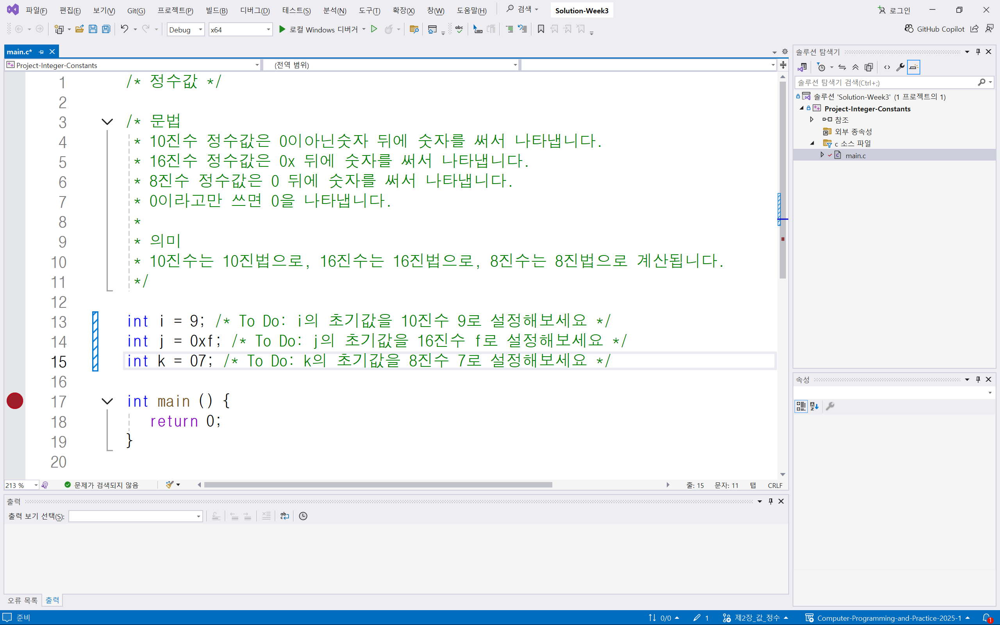 파일(F) 편집(E) 보기(V) Git(G) 프로젝트(P) 빌드(B) 디버그(D) 테스트(S) 분석(N) 도구(T) 확장(X) 창(W) 도움말(H) 검색 Solution-Week3 로그인
Debug x64 로컬 Windows 디버거 GitHub Copilot
main.c*
Project-Integer-Constants (전역 범위)
1 /* 정수값 */
2
3 /* 문법
4 * 10진수 정수값은 0이아닌숫자 뒤에 숫자를 써서 나타냅니다.
5 * 16진수 정수값은 0x 뒤에 숫자를 써서 나타냅니다.
6 * 8진수 정수값은 0 뒤에 숫자를 써서 나타냅니다.
7 * 0이라고만 쓰면 0을 나타냅니다.
8 *
9 * 의미
10 * 10진수는 10진법으로, 16진수는 16진법으로, 8진수는 8진법으로 계산됩니다.
11 */
12
13 int i = 9; /* To Do: i의 초기값을 10진수 9로 설정해보세요 */
14 int j = 0xf; /* To Do: j의 초기값을 16진수 f로 설정해보세요 */
15 int k = 07; /* To Do: k의 초기값을 8진수 7로 설정해보세요 */
16
17 int main () {
18 return 0;
19 }
20
213 % 문제가 검색되지 않음 줄: 15 문자: 11 탭 CRLF
출력
출력 보기 선택(S):
오류 목록 출력
솔루션 탐색기
솔루션 탐색기 검색(Ctrl+;)
솔루션 'Solution-Week3' (1 프로젝트의 1)
Project-Integer-Constants
참조
외부 종속성
c 소스 파일
main.c
속성
준비 0/0 1 제2장_값_정수 Computer-Programming-and-Practice-2025-1 1